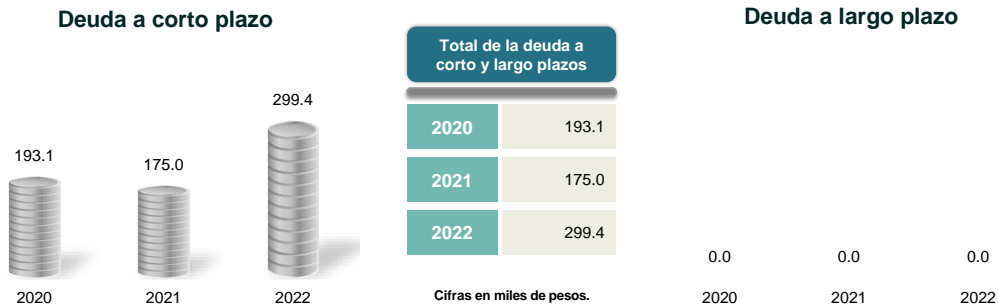 Deuda a corto plazo
299.4
193.1
175.0
2020 2021 2022
Total de la deuda a
corto y largo plazos
2020 193.1
2021 175.0
2022 299.4
Cifras en miles de pesos.
Deuda a largo plazo
0.0 0.0 0.0
2020 2021 2022